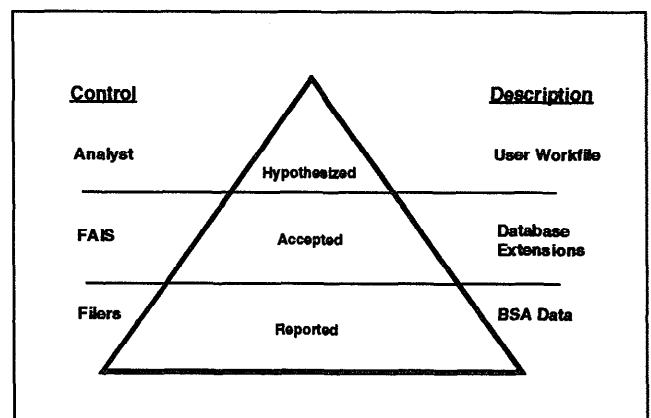 Control
Description
Analyst
Hypothesized
User Workfile
FAIS
Accepted
Database
Extensions
Filers
Reported
BSA Data